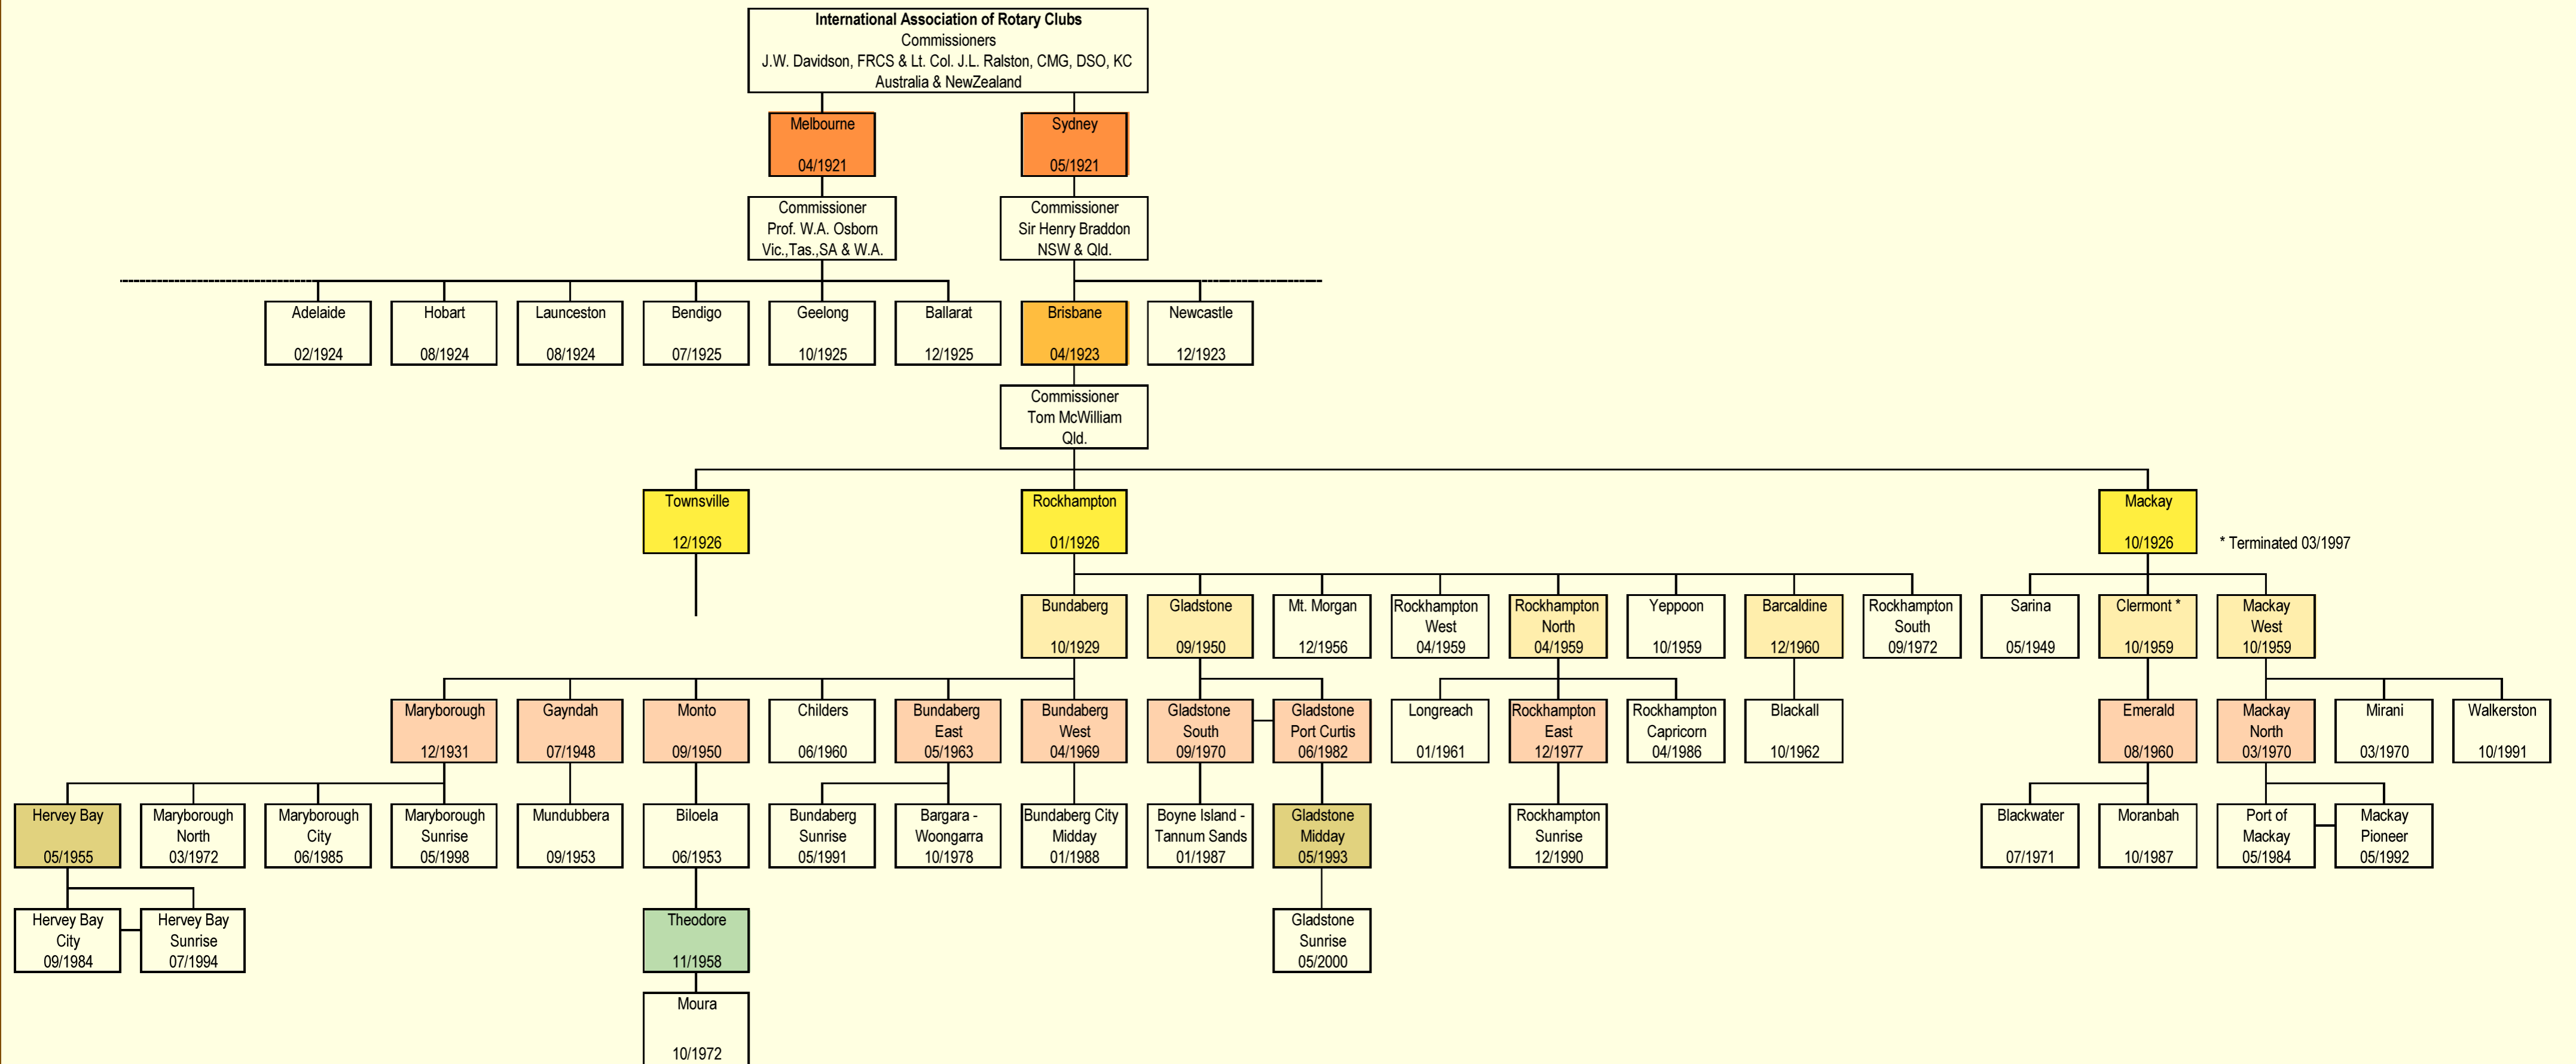 International Association of Rotary Clubs
Commissioners
J.W. Davidson, FRCS & Lt. Col. J.L. Ralston, CMG, DSO, KC
Australia & NewZealand
Melbourne
04/1921
Sydney
05/1921
Commissioner
Prof. W.A. Osborn
Vic.,Tas.,SA & W.A.
Commissioner
Sir Henry Braddon
NSW & Qld.
Adelaide
02/1924
Hobart
08/1924
Launceston
08/1924
Bendigo
07/1925
Geelong
10/1925
Ballarat
12/1925
Brisbane
04/1923
Newcastle
12/1923
Commissioner
Tom McWilliam
Qld.
Townsville
12/1926
Rockhampton
01/1926
Mackay
10/1926
* Terminated 03/1997
Bundaberg
10/1929
Gladstone
09/1950
Mt. Morgan
12/1956
Rockhampton
West
04/1959
Rockhampton
North
04/1959
Yeppoon
10/1959
Barcaldine
12/1960
Rockhampton
South
09/1972
Sarina
05/1949
Clermont *
10/1959
Mackay
West
10/1959
Maryborough
12/1931
Gayndah
07/1948
Monto
09/1950
Childers
06/1960
Bundaberg
East
05/1963
Bundaberg
West
04/1969
Gladstone
South
09/1970
Gladstone
Port Curtis
06/1982
Longreach
01/1961
Rockhampton
East
12/1977
Rockhampton
Capricorn
04/1986
Blackall
10/1962
Emerald
08/1960
Mackay
North
03/1970
Mirani
03/1970
Walkerston
10/1991
Hervey Bay
05/1955
Maryborough
North
03/1972
Maryborough
City
06/1985
Maryborough
Sunrise
05/1998
Mundubbera
09/1953
Biloela
06/1953
Bundaberg
Sunrise
05/1991
Bargara -
Woongarra
10/1978
Bundaberg City
Midday
01/1988
Boyne Island -
Tannum Sands
01/1987
Gladstone
Midday
05/1993
Rockhampton
Sunrise
12/1990
Blackwater
07/1971
Moranbah
10/1987
Port of
Mackay
05/1984
Mackay
Pioneer
05/1992
Hervey Bay
City
09/1984
Hervey Bay
Sunrise
07/1994
Theodore
11/1958
Gladstone
Sunrise
05/2000
Moura
10/1972